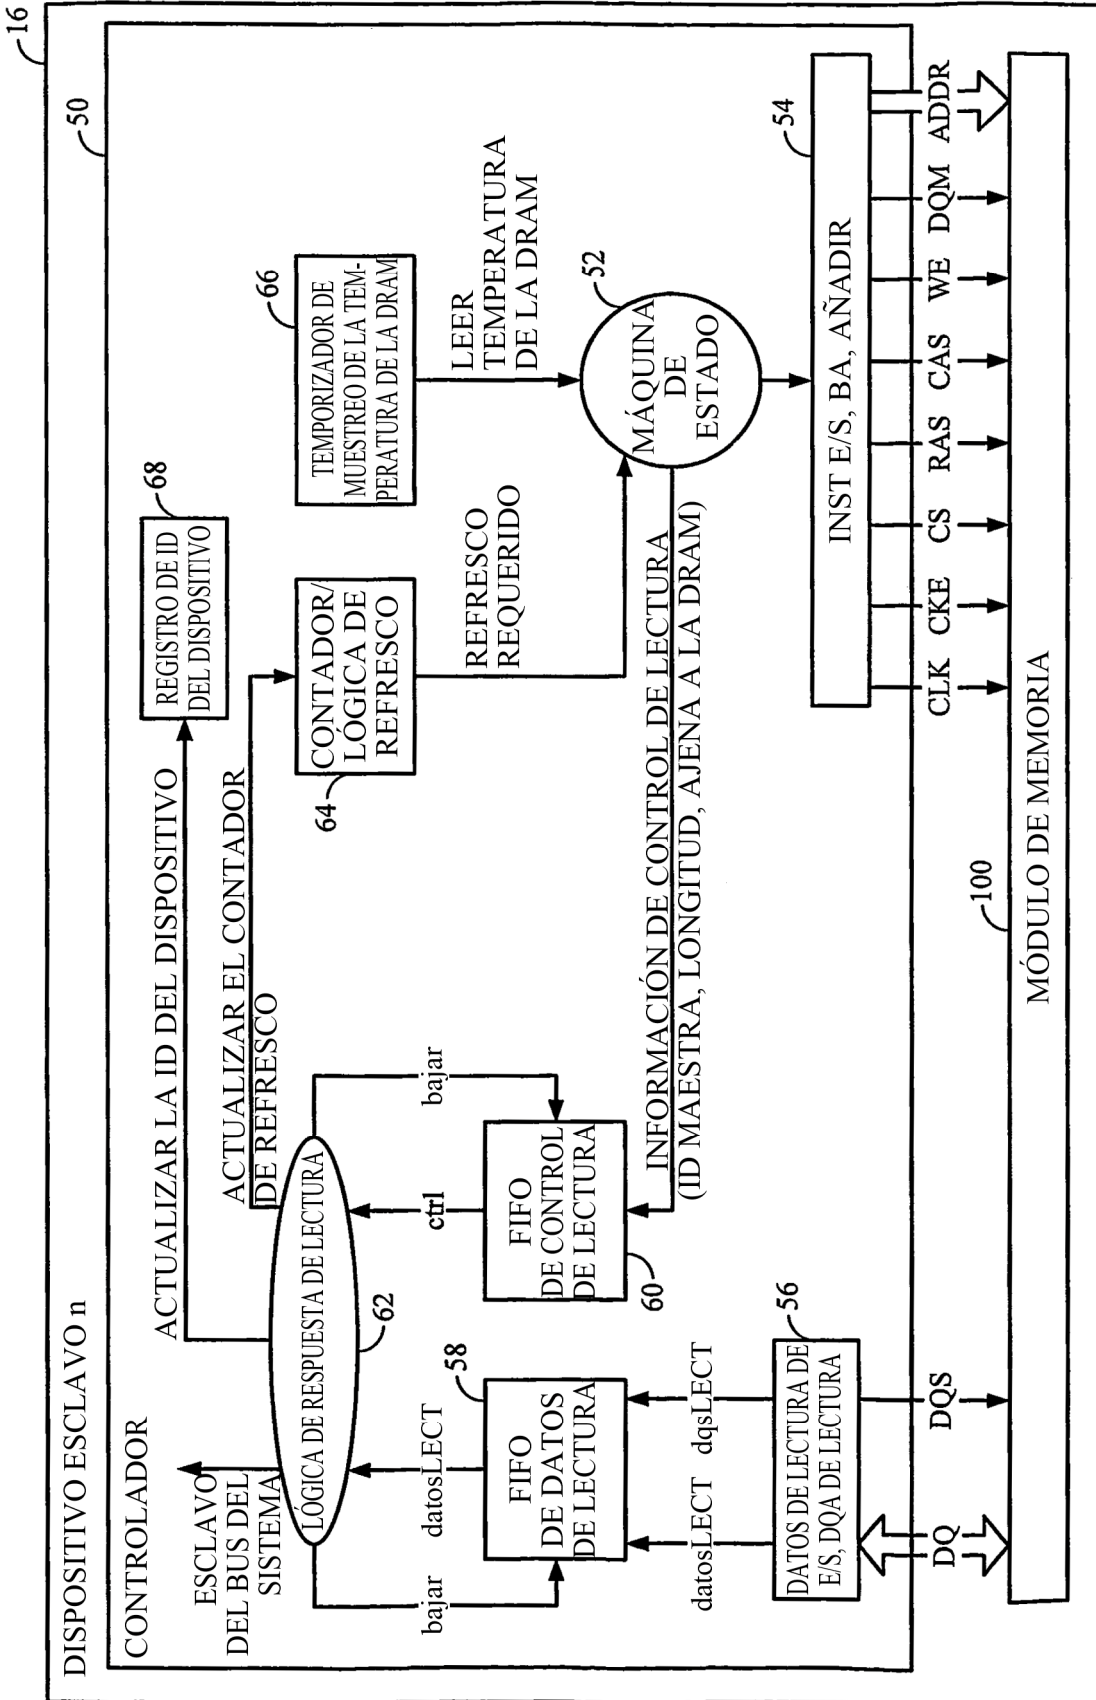 DISPOSITIVO ESCLAVO n
16
CONTROLADOR
50
ESCLAVO
DEL BUS DEL
SISTEMA
ACTUALIZAR LA ID DEL DISPOSITIVO
ACTUALIZAR EL CONTADOR
DE REFRESCO
REGISTRO DE ID
DEL DISPOSITIVO
68
LÓGICA DE RESPUESTA DE LECTURA
62
CONTADOR/
LÓGICA DE
REFRESCO
64
TEMPORIZADOR DE
MUESTREO DE LA TEM-
PERATURA DE LA DRAM
66
bajar
datosLECT
ctrl
bajar
REFRESCO
REQUERIDO
LEER
TEMPERATURA
DE LA DRAM
FIFO
DE DATOS
DE LECTURA
58
FIFO
DE CONTROL
DE LECTURA
60
MÁQUINA
DE
ESTADO
52
INFORMACIÓN DE CONTROL DE LECTURA
(ID MAESTRA, LONGITUD, AJENA A LA DRAM)
datosLECT
dqsLECT
DATOS DE LECTURA DE
E/S, DQA DE LECTURA
56
INST E/S, BA, AÑADIR
54
DQ
DQS
CLK
CKE
CS
RAS
CAS
WE
DQM
ADDR
100
MÓDULO DE MEMORIA